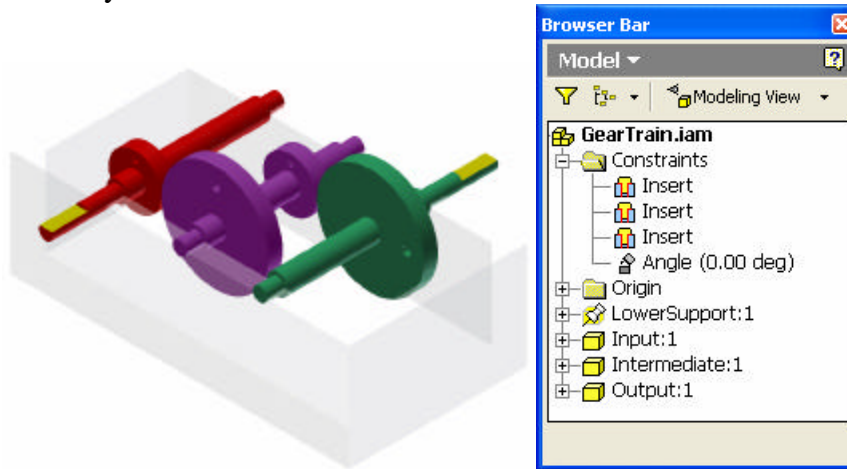 Browser Bar
Model
Modeling View
GearTrain.iam
Constraints
Insert
Insert
Insert
Angle (0.00 deg)
Origin
LowerSupport:1
Input:1
Intermediate:1
Output:1